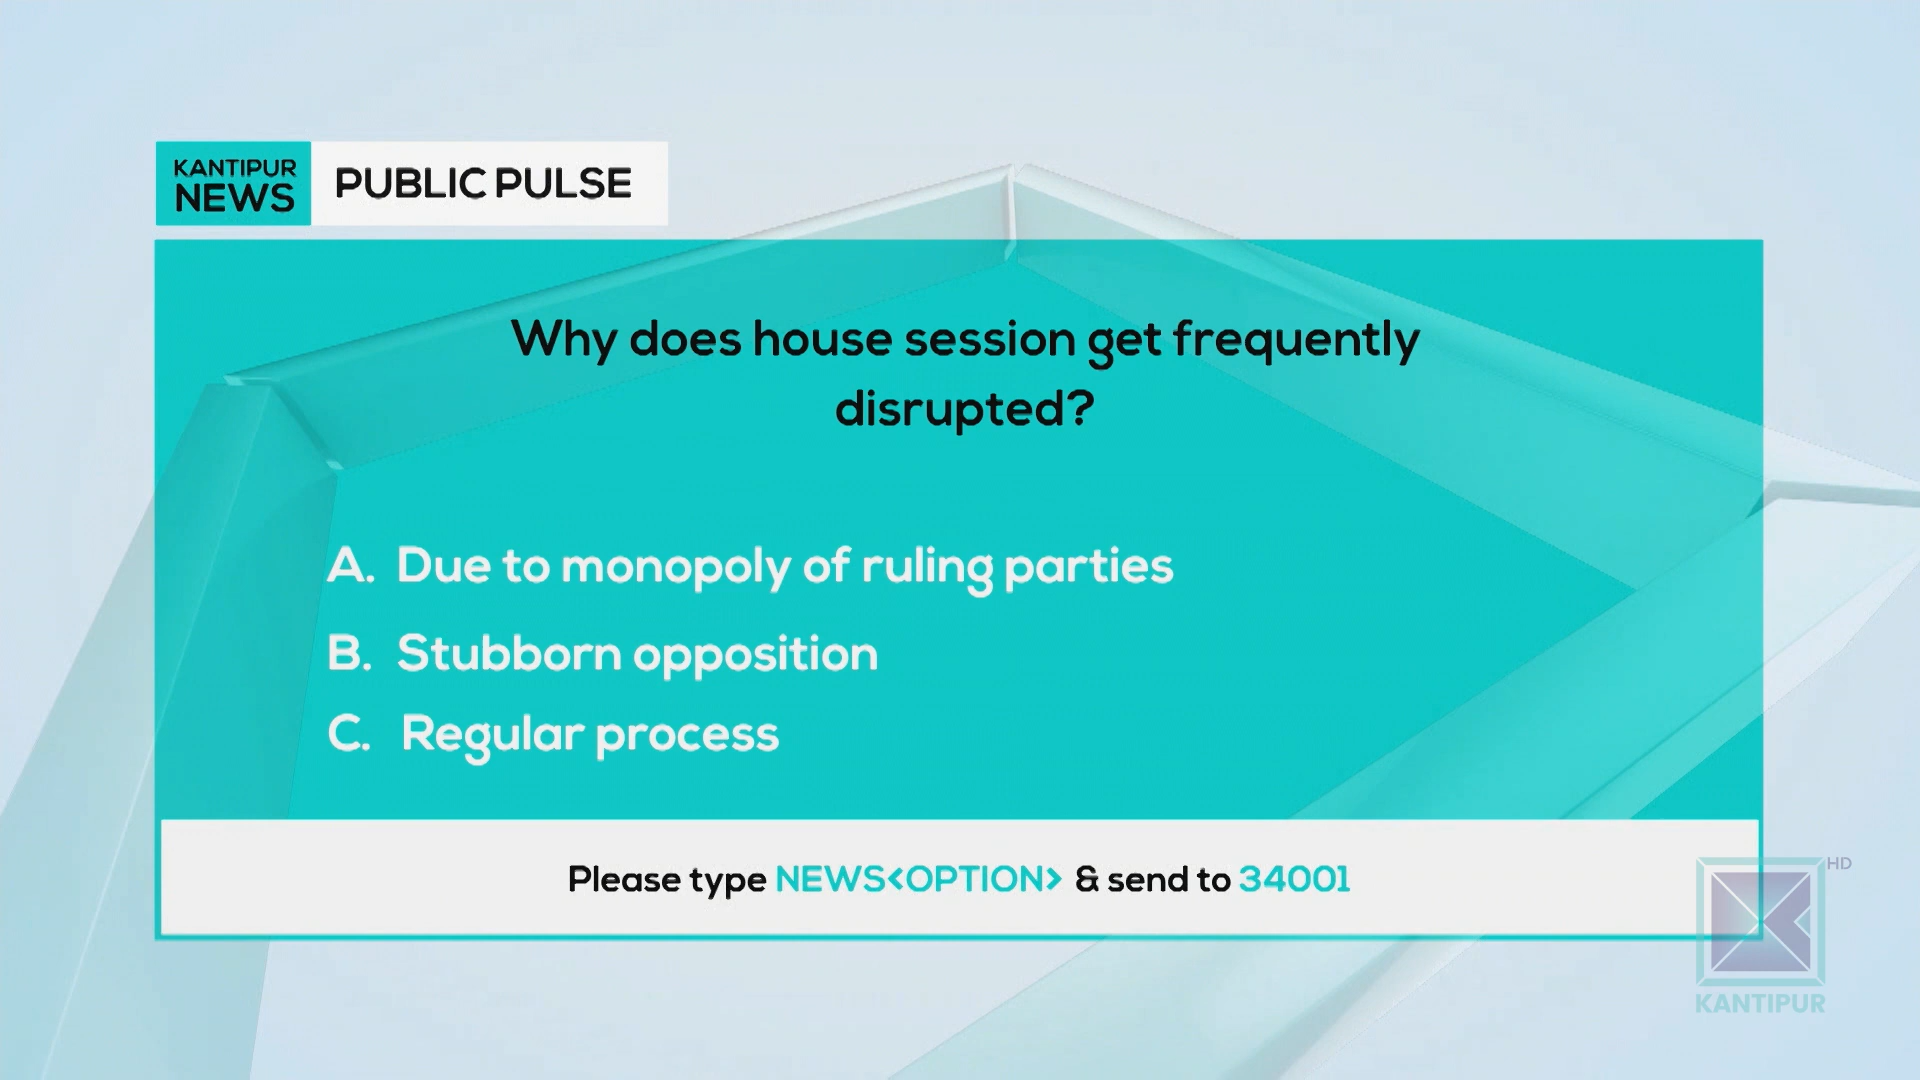 KANTIPUR
NEWS
PUBLIC PULSE
Why does house session get frequently
disrupted?
A. Due to monopoly of ruling parties
B. Stubborn opposition
C. Regular process
Please type NEWS<OPTION> & send to 34001
HD
KANTIPUR